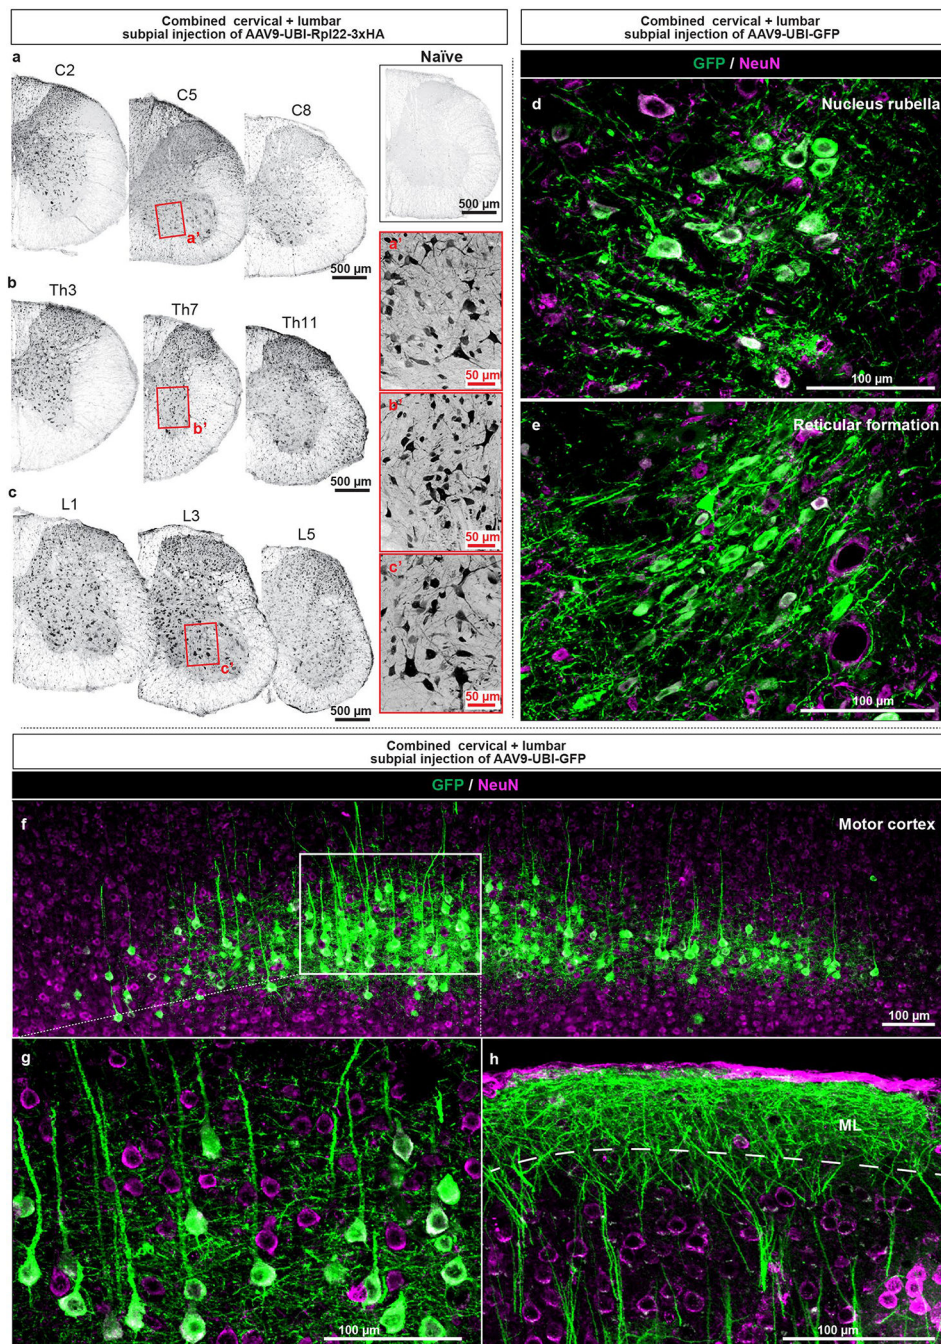 Combined cervical + lumbar
subpial injection of AAV9-UBI-Rpl22-3xHA
Combined cervical + lumbar
subpial injection of AAV9-UBI-GFP
a
C2
C5
C8
a’
500 µm
Naïve
500 µm
b
Th3
Th7
Th11
b’
500 µm
c
L1
L3
L5
c’
500 µm
a’
50 µm
b’
50 µm
c’
50 µm
GFP / NeuN
d
Nucleus rubella
100 µm
e
Reticular formation
100 µm
Combined cervical + lumbar
subpial injection of AAV9-UBI-GFP
GFP / NeuN
f
Motor cortex
100 µm
g
100 µm
h
ML
100 µm